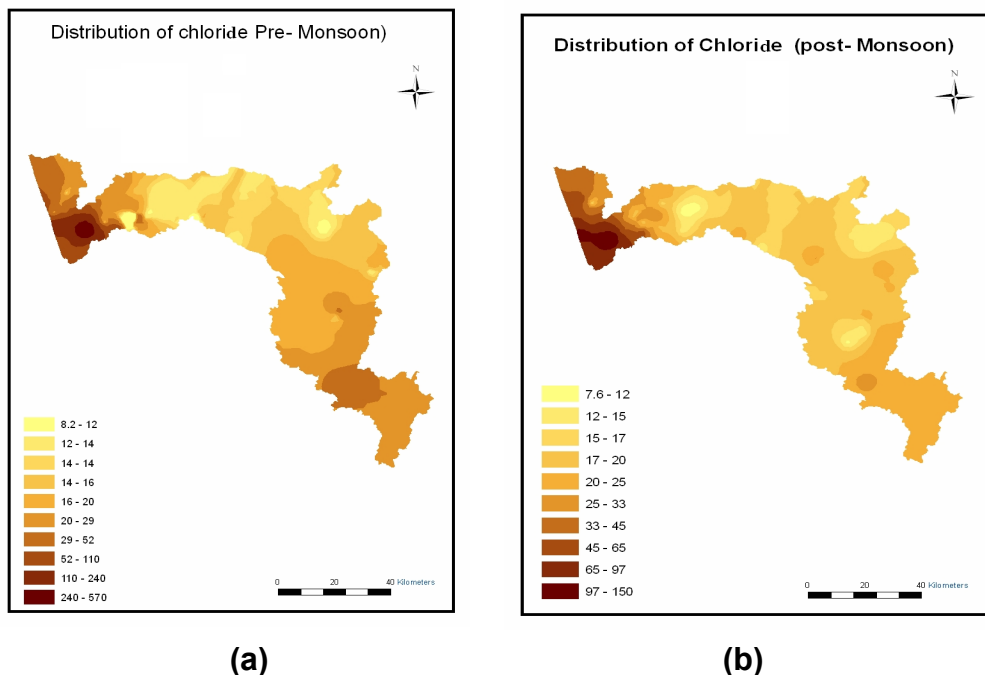 Distribution of chloride Pre- Monsoon)
N
8.2 - 12
12 - 14
14 - 14
14 - 16
16 - 20
20 - 29
29 - 52
52 - 110
110 - 240
240 - 570
0 20 40 Kilometers
(a)
Distribution of Chloride (post- Monsoon)
N
7.6 - 12
12 - 15
15 - 17
17 - 20
20 - 25
25 - 33
33 - 45
45 - 65
65 - 97
97 - 150
0 20 40 Kilometers
(b)